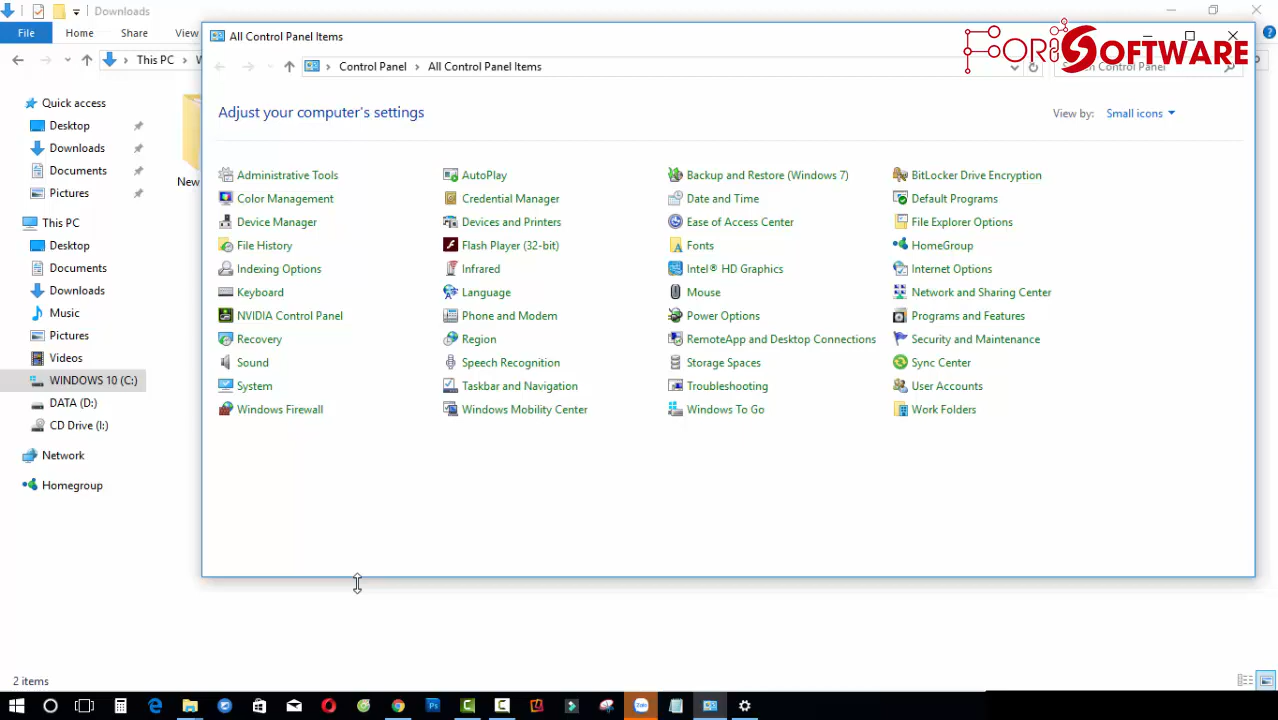 Downloads
File
Home
Share
View
This PC
W
All Control Panel Items
FORI SOFTWARE
Control Panel
All Control Panel Items
Control Panel
Adjust your computer's settings
View by:
Small icons
Quick access
Desktop
Downloads
Documents
Pictures
This PC
Desktop
Documents
Downloads
Music
Pictures
Videos
WINDOWS 10 (C:)
DATA (D:)
CD Drive (I:)
Network
Homegroup
New
Administrative Tools
AutoPlay
Backup and Restore (Windows 7)
BitLocker Drive Encryption
Color Management
Credential Manager
Date and Time
Default Programs
Device Manager
Devices and Printers
Ease of Access Center
File Explorer Options
File History
Flash Player (32-bit)
Fonts
HomeGroup
Indexing Options
Infrared
Intel® HD Graphics
Internet Options
Keyboard
Language
Mouse
Network and Sharing Center
NVIDIA Control Panel
Phone and Modem
Power Options
Programs and Features
Recovery
Region
RemoteApp and Desktop Connections
Security and Maintenance
Sound
Speech Recognition
Storage Spaces
Sync Center
System
Taskbar and Navigation
Troubleshooting
User Accounts
Windows Firewall
Windows Mobility Center
Windows To Go
Work Folders
2 items
Ps
Zalo